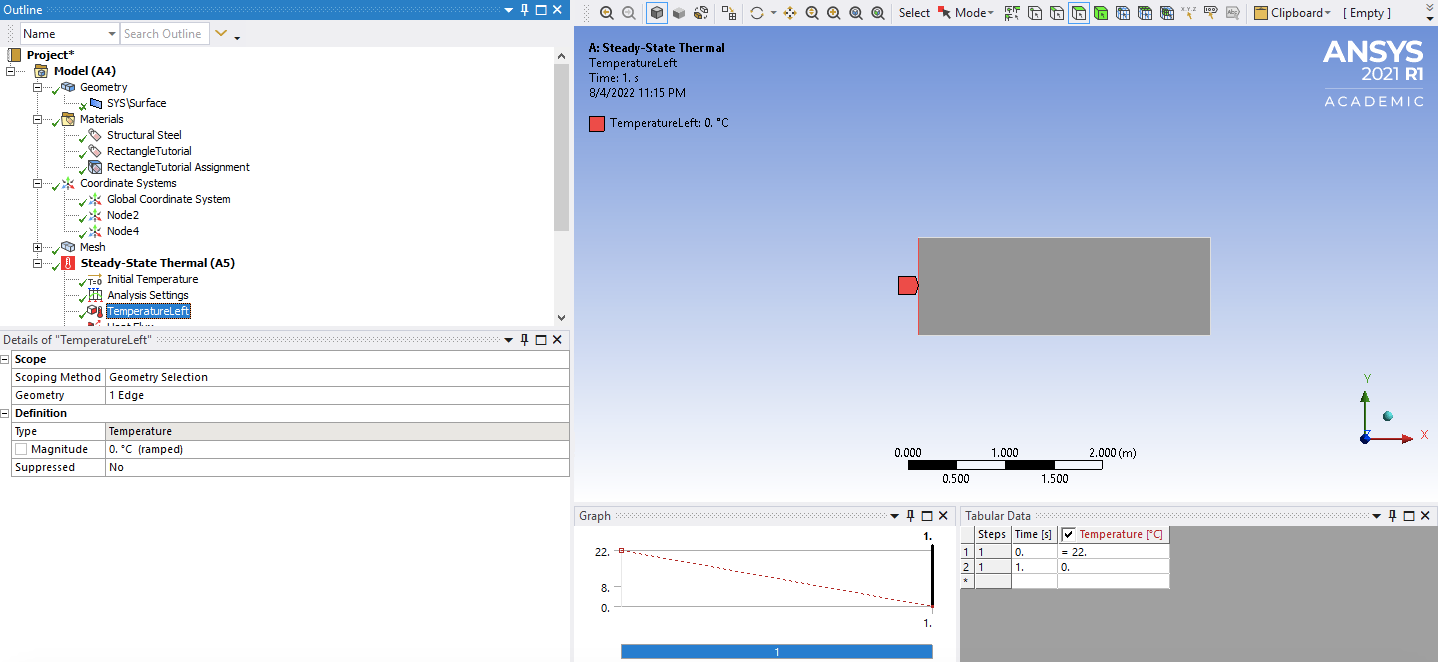 Outline
Name
Search Outline
Project*
Model (A4)
Geometry
SYS\Surface
Materials
Structural Steel
RectangleTutorial
RectangleTutorial Assignment
Coordinate Systems
Global Coordinate System
Node2
Node4
Mesh
Steady-State Thermal (A5)
T=0 Initial Temperature
Analysis Settings
TemperatureLeft
Heat Flux
Details of "TemperatureLeft"
Scope
Scoping Method Geometry Selection
Geometry 1 Edge
Definition
Type Temperature
Magnitude 0. °C (ramped)
Suppressed No
Select Mode Clipboard [ Empty ]
A: Steady-State Thermal
TemperatureLeft
Time: 1. s
8/4/2022 11:15 PM
TemperatureLeft: 0. °C
ANSYS
2021 R1
ACADEMIC
Y
Z
X
0.000 1.000 2.000 (m)
0.500 1.500
Graph
1.
22.
8.
0.
1.
1
Tabular Data
Steps Time [s] Temperature [°C]
1 1 0. = 22.
2 1 1. 0.
*